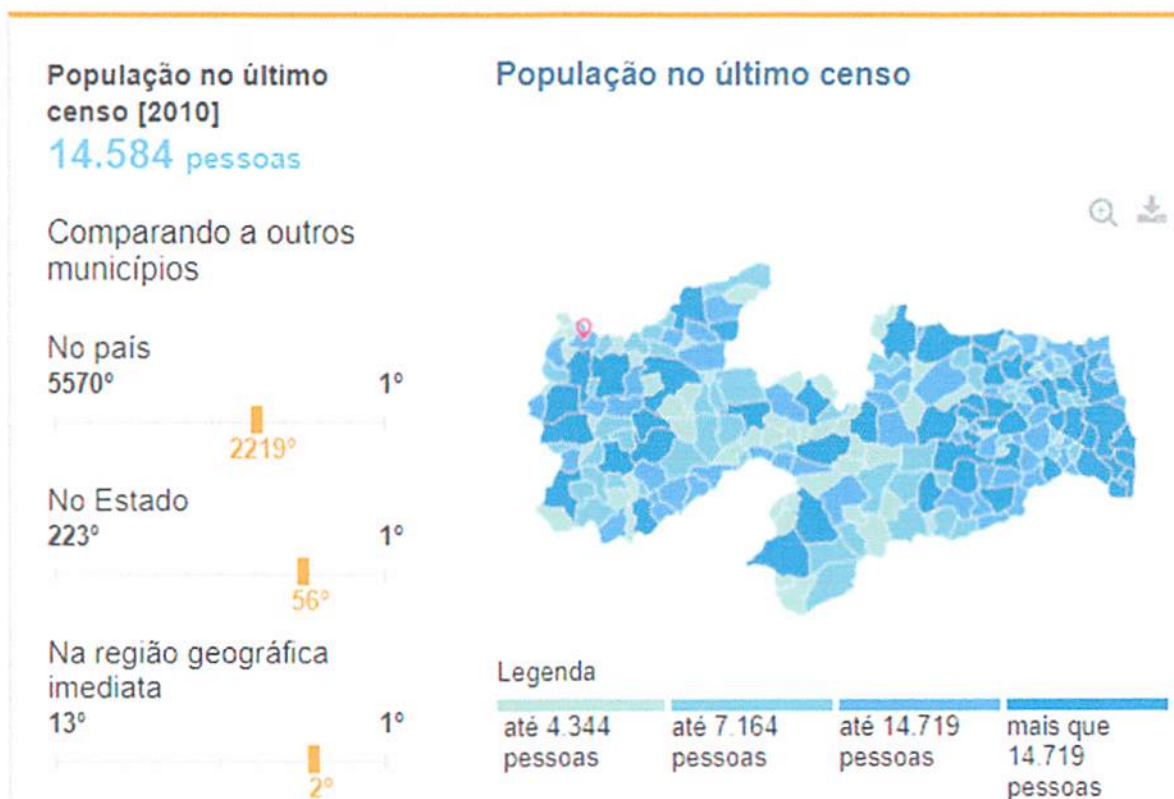 População no último
censo [2010]
14.584 pessoas
Comparando a outros
municípios
No país
5570º
1º
2219º
No Estado
223º
1º
56º
Na região geográfica
imediata
13º
1º
2º
População no último censo
Legenda
até 4.344
pessoas
até 7.164
pessoas
até 14.719
pessoas
mais que
14.719
pessoas